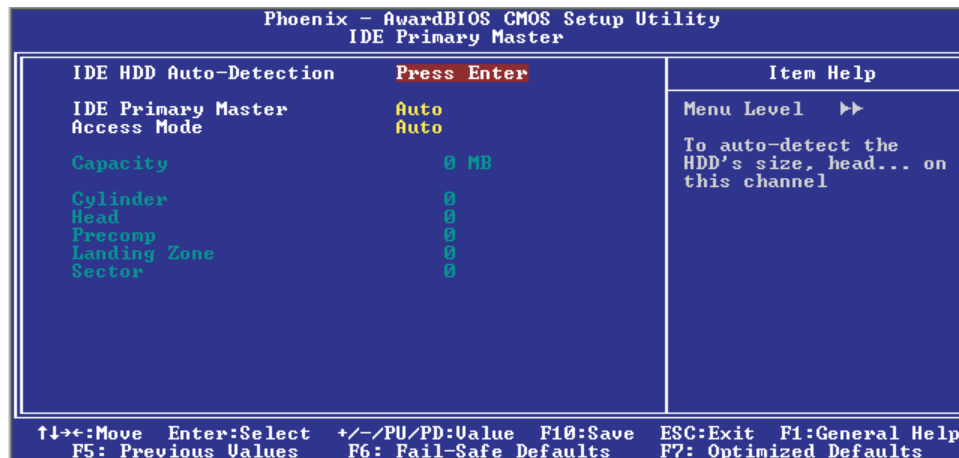 Phoenix - AwardBIOS CMOS Setup Utility
IDE Primary Master
IDE HDD Auto-Detection Press Enter
IDE Primary Master Auto
Access Mode Auto
Capacity 0 MB
Cylinder 0
Head 0
Precomp 0
Landing Zone 0
Sector 0
Item Help
Menu Level ▸▸
To auto-detect the
HDD's size, head... on
this channel
↑↓→←:Move Enter:Select +/-/PU/PD:Value F10:Save ESC:Exit F1:General Help
F5: Previous Values F6: Fail-Safe Defaults F7: Optimized Defaults